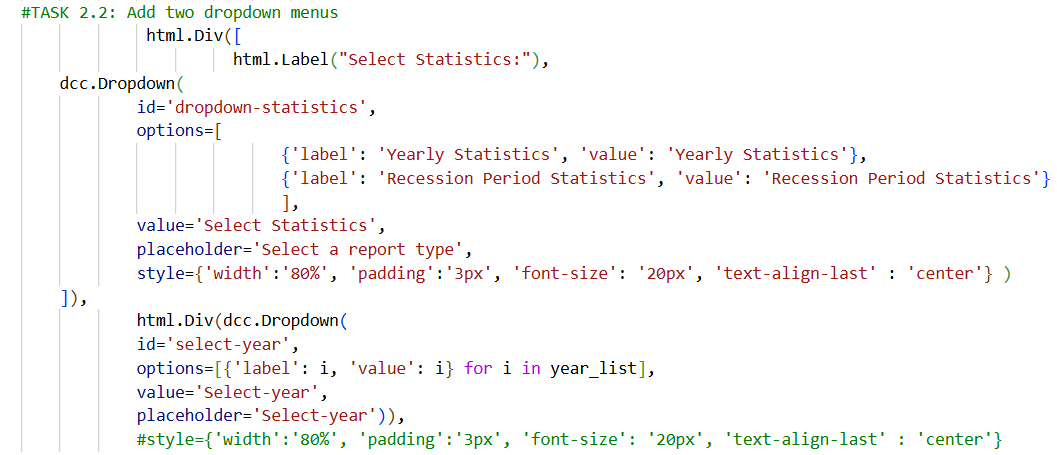 #TASK 2.2: Add two dropdown menus
html.Div([
html.Label("Select Statistics:"),
dcc.Dropdown(
id='dropdown-statistics',
options=[
{'label': 'Yearly Statistics', 'value': 'Yearly Statistics'},
{'label': 'Recession Period Statistics', 'value': 'Recession Period Statistics'}
],
value='Select Statistics',
placeholder='Select a report type',
style={'width':'80%', 'padding':'3px', 'font-size': '20px', 'text-align-last' : 'center'} )
]),
html.Div(dcc.Dropdown(
id='select-year',
options=[{'label': i, 'value': i} for i in year_list],
value='Select-year',
placeholder='Select-year')),
#style={'width':'80%', 'padding':'3px', 'font-size': '20px', 'text-align-last' : 'center'}